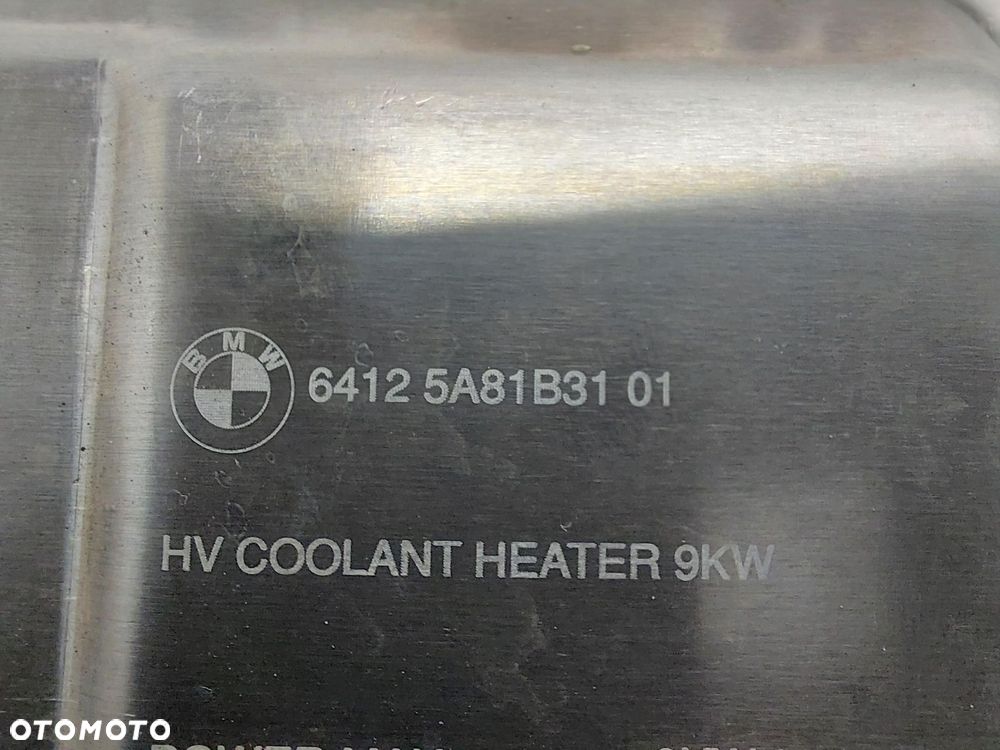 BMW
6412 5A81B31 01
HV COOLANT HEATER 9KW
OTOMOTO